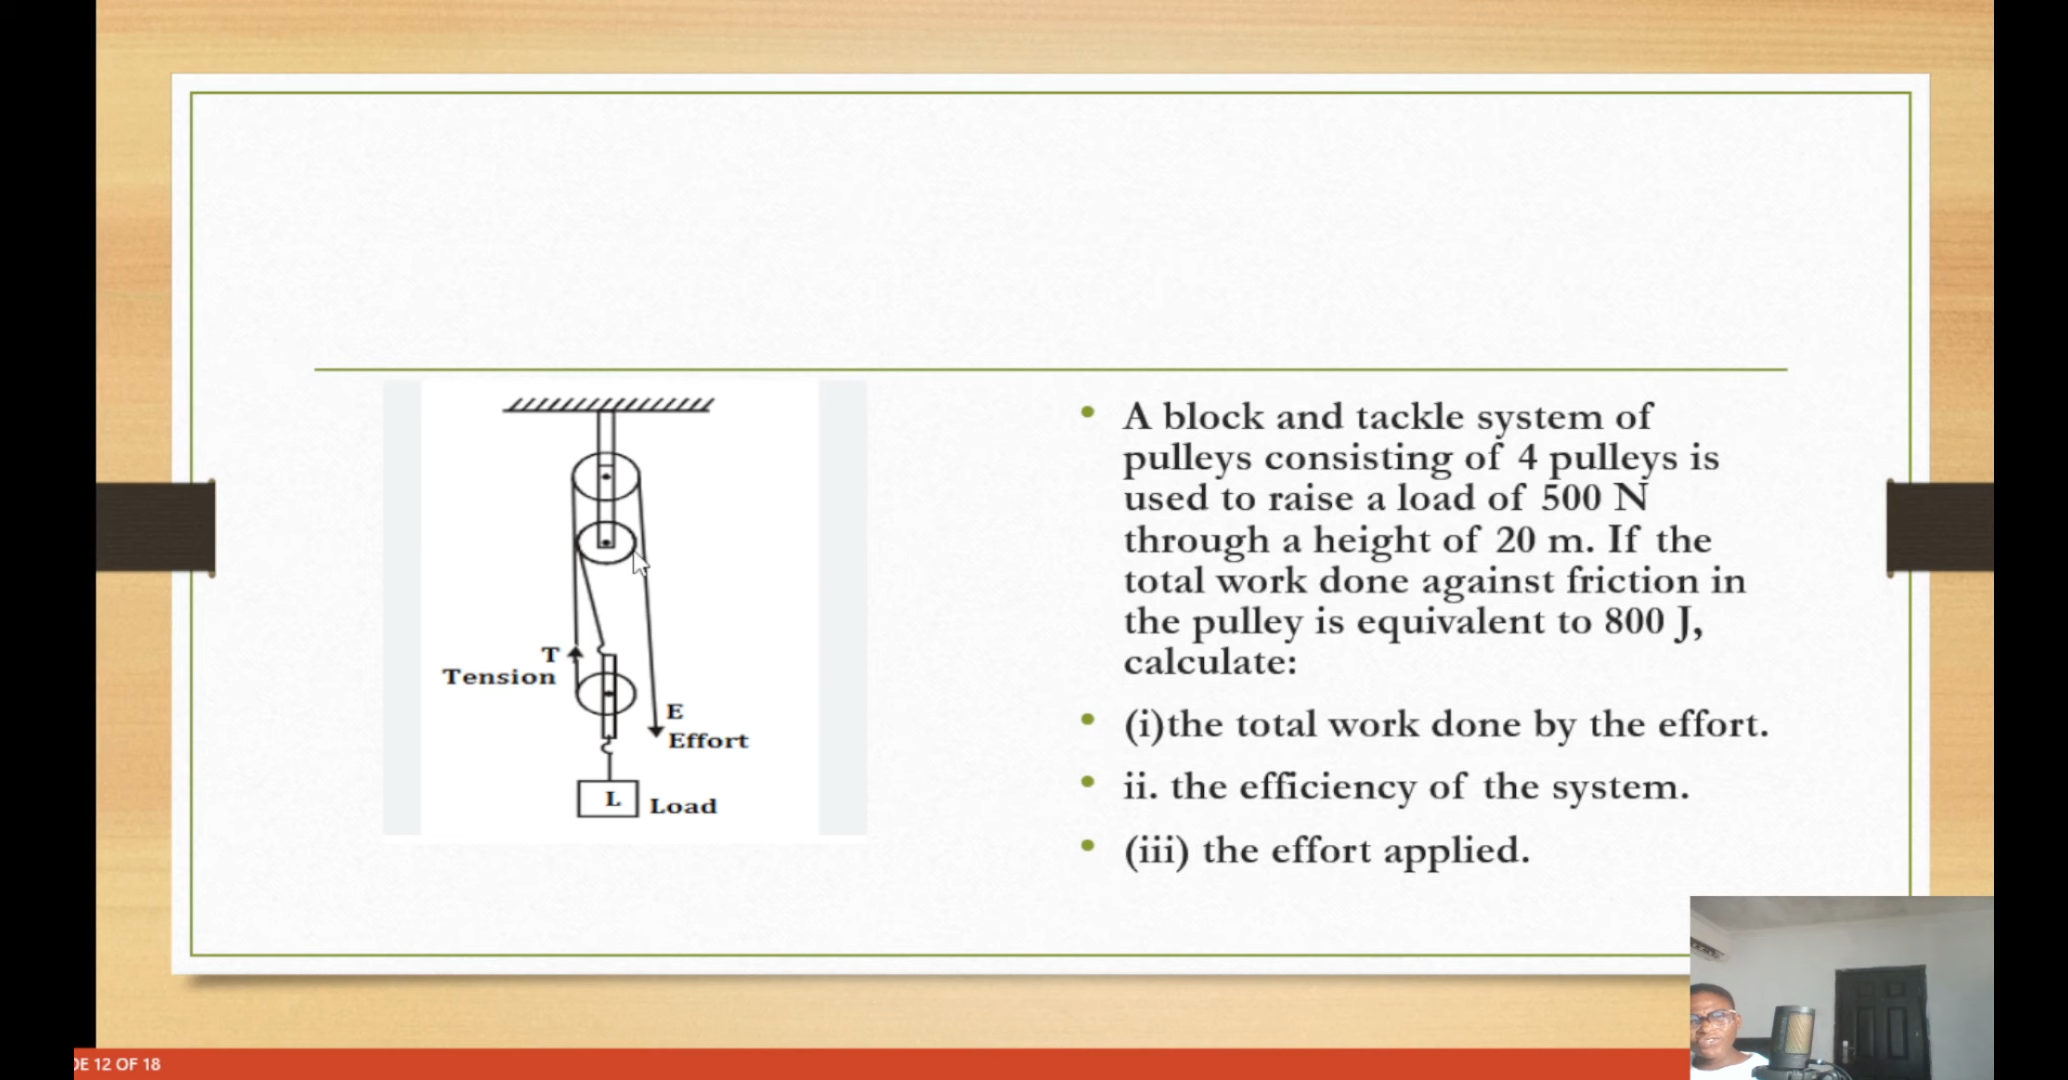 T
Tension
E
Effort
L
Load
A block and tackle system of
pulleys consisting of 4 pulleys is
used to raise a load of 500 N
through a height of 20 m. If the
total work done against friction in
the pulley is equivalent to 800 J,
calculate:
(i)the total work done by the effort.
ii. the efficiency of the system.
(iii) the effort applied.
DE 12 OF 18